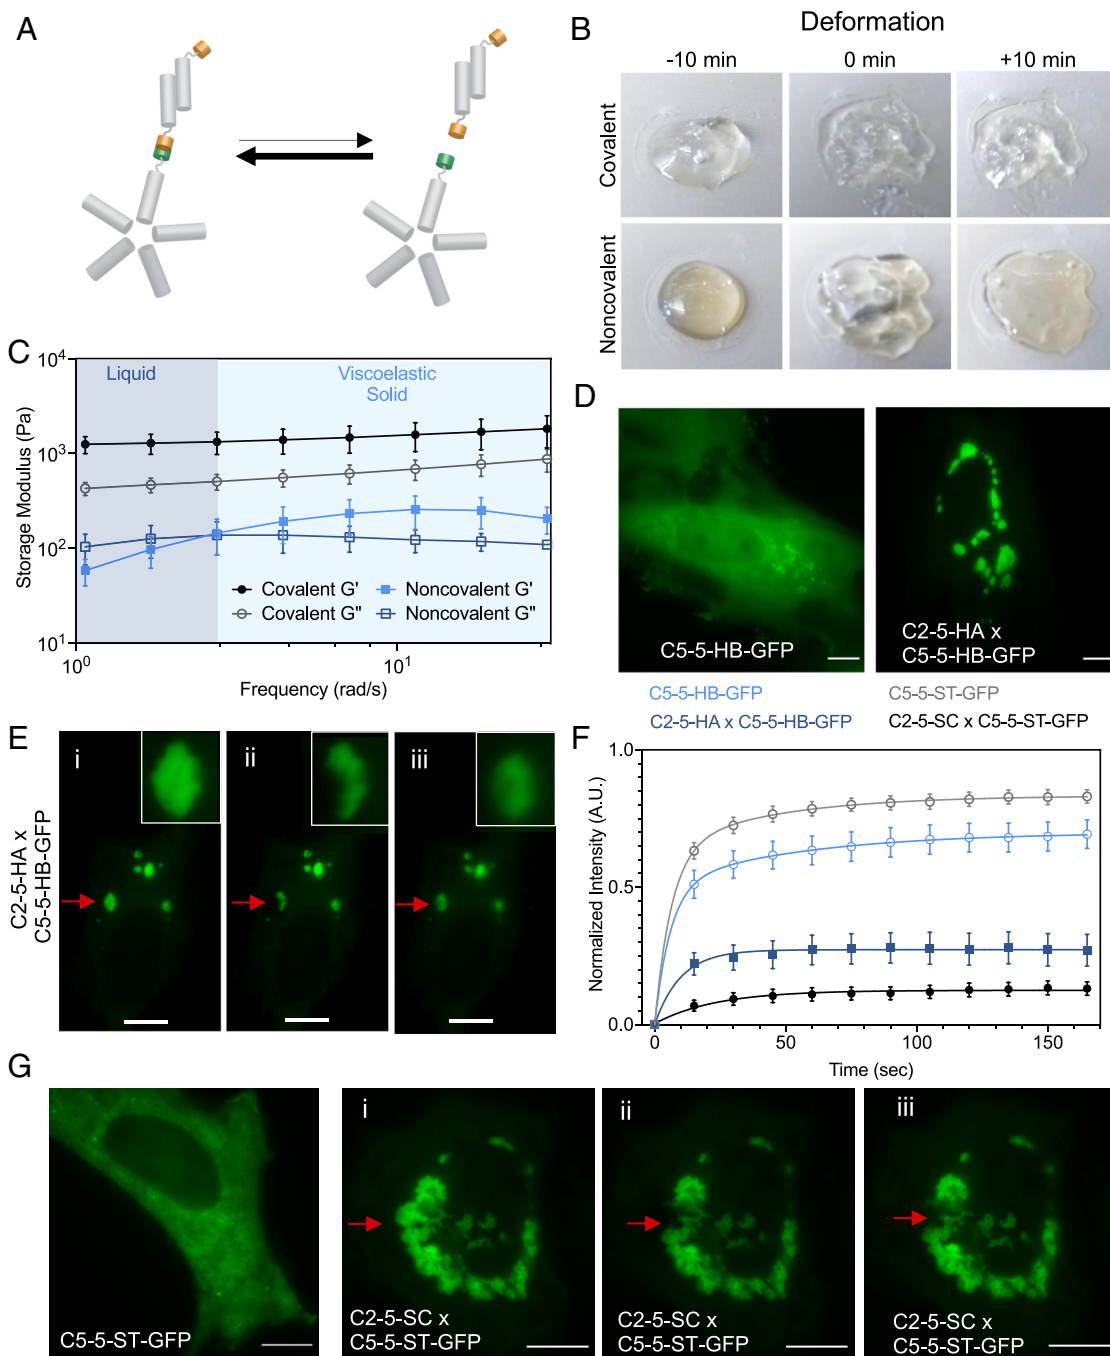 A
B
Deformation
-10 min
0 min
+10 min
Covalent
Noncovalent
C
Liquid
Viscoelastic
Solid
10⁴
10³
10²
10¹
Storage Modulus (Pa)
Covalent G'
Noncovalent G'
Covalent G"
Noncovalent G"
10⁰
10¹
Frequency (rad/s)
D
C5-5-HB-GFP
C2-5-HA x
C5-5-HB-GFP
C5-5-HB-GFP
C5-5-ST-GFP
C2-5-HA x C5-5-HB-GFP
C2-5-SC x C5-5-ST-GFP
E
C2-5-HA x
C5-5-HB-GFP
i
ii
iii
F
1.0
0.5
0.0
Normalized Intensity (A.U.)
0
50
100
150
Time (sec)
G
C5-5-ST-GFP
i
C2-5-SC x
C5-5-ST-GFP
ii
C2-5-SC x
C5-5-ST-GFP
iii
C2-5-SC x
C5-5-ST-GFP